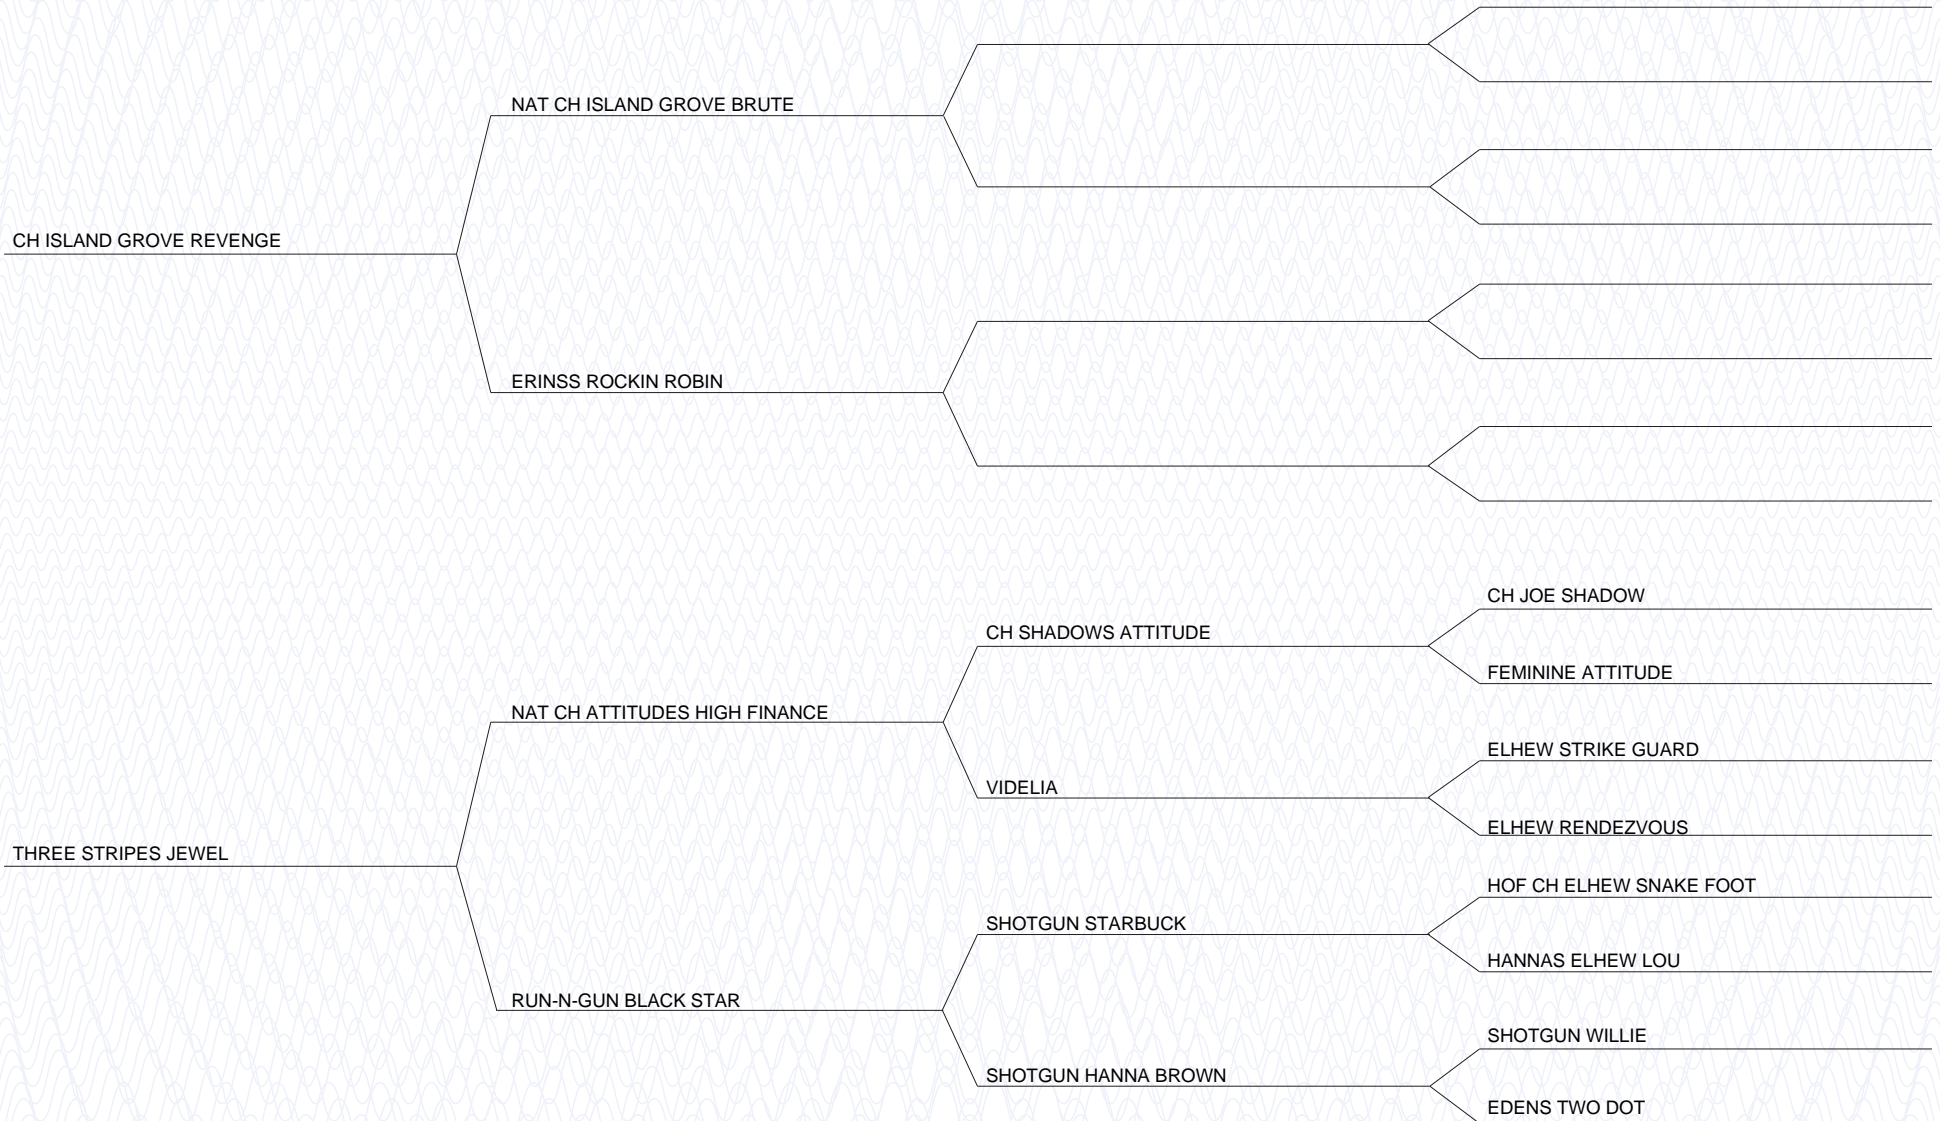 NAT CH ISLAND GROVE BRUTE
CH ISLAND GROVE REVENGE
ERINSS ROCKIN ROBIN
CH JOE SHADOW
CH SHADOWS ATTITUDE
FEMININE ATTITUDE
NAT CH ATTITUDES HIGH FINANCE
ELHEW STRIKE GUARD
VIDELIA
ELHEW RENDEZVOUS
THREE STRIPES JEWEL
HOF CH ELHEW SNAKE FOOT
SHOTGUN STARBUCK
HANNAS ELHEW LOU
RUN-N-GUN BLACK STAR
SHOTGUN WILLIE
SHOTGUN HANNA BROWN
EDENS TWO DOT